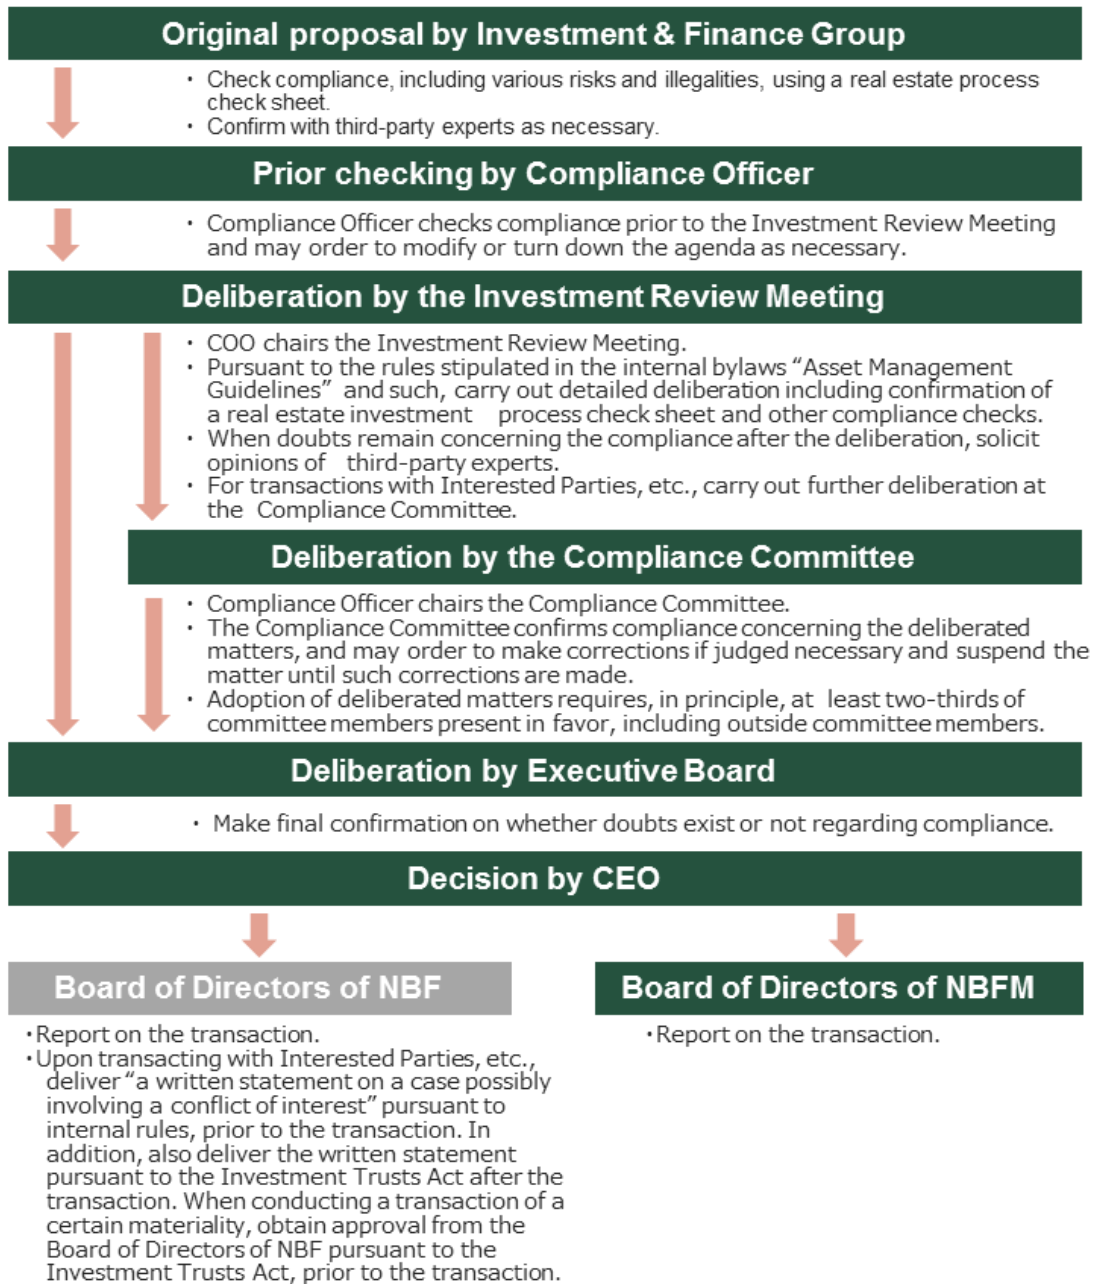 Original proposal by Investment & Finance Group
・ Check compliance, including various risks and illegalities, using a real estate process
check sheet.
・ Confirm with third-party experts as necessary.
Prior checking by Compliance Officer
・ Compliance Officer checks compliance prior to the Investment Review Meeting
and may order to modify or turn down the agenda as necessary.
Deliberation by the Investment Review Meeting
・ COO chairs the Investment Review Meeting.
・ Pursuant to the rules stipulated in the internal bylaws “Asset Management
Guidelines” and such, carry out detailed deliberation including confirmation of
a real estate investment process check sheet and other compliance checks.
・ When doubts remain concerning the compliance after the deliberation, solicit
opinions of third-party experts.
・ For transactions with Interested Parties, etc., carry out further deliberation at
the Compliance Committee.
Deliberation by the Compliance Committee
・ Compliance Officer chairs the Compliance Committee.
・ The Compliance Committee confirms compliance concerning the deliberated
matters, and may order to make corrections if judged necessary and suspend the
matter until such corrections are made.
・ Adoption of deliberated matters requires, in principle, at least two-thirds of
committee members present in favor, including outside committee members.
Deliberation by Executive Board
・ Make final confirmation on whether doubts exist or not regarding compliance.
Decision by CEO
Board of Directors of NBF
・Report on the transaction.
・Upon transacting with Interested Parties, etc.,
deliver “a written statement on a case possibly
involving a conflict of interest” pursuant to
internal rules, prior to the transaction. In
addition, also deliver the written statement
pursuant to the Investment Trusts Act after the
transaction. When conducting a transaction of a
certain materiality, obtain approval from the
Board of Directors of NBF pursuant to the
Investment Trusts Act, prior to the transaction.
Board of Directors of NBFM
・Report on the transaction.